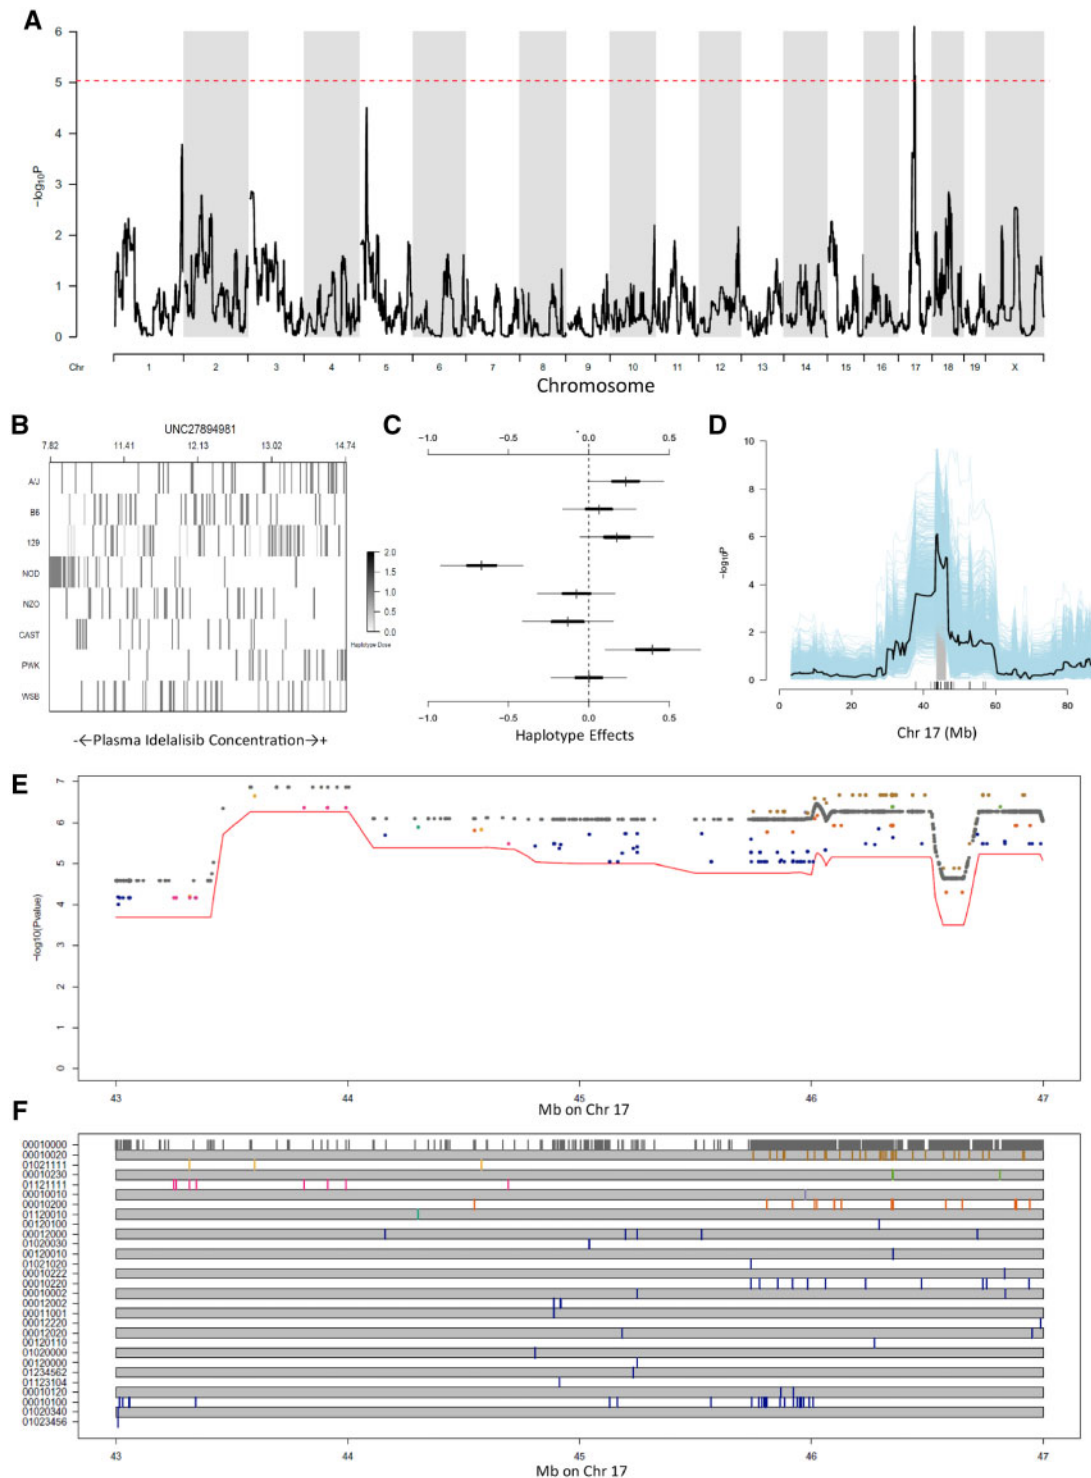 A
6
5
4
3
2
1
0
−log10P
Chr 1 2 3 4 5 6 7 8 9 10 11 12 13 14 15 16 17 18 19 X
Chromosome
B
UNC27894981
7.82 11.41 12.13 13.02 14.74
A/J
B6
129
NOD
NZO
CAST
PWK
WSB
2.0
1.5
1.0
0.5
0.0
Haplotype Dose
-←Plasma Idelalisib Concentration→+
C
−1.0 −0.5 0.0 0.5
−1.0 −0.5 0.0 0.5
Haplotype Effects
D
10
8
6
4
2
0
−log10P
0 20 40 60 80
Chr 17 (Mb)
E
7
6
5
4
3
2
1
0
−log10(Pvalue)
43 44 45 46 47
Mb on Chr 17
F
00010000
00010020
01021111
00010230
01121111
00010010
00010200
01120010
00120100
00012000
01020030
00120010
01021020
00010222
00010220
00010002
00012002
00011001
00012220
00012020
00120110
01020000
00120000
01234562
01123104
00010120
00010100
01020340
01023456
43 44 45 46 47
Mb on Chr 17